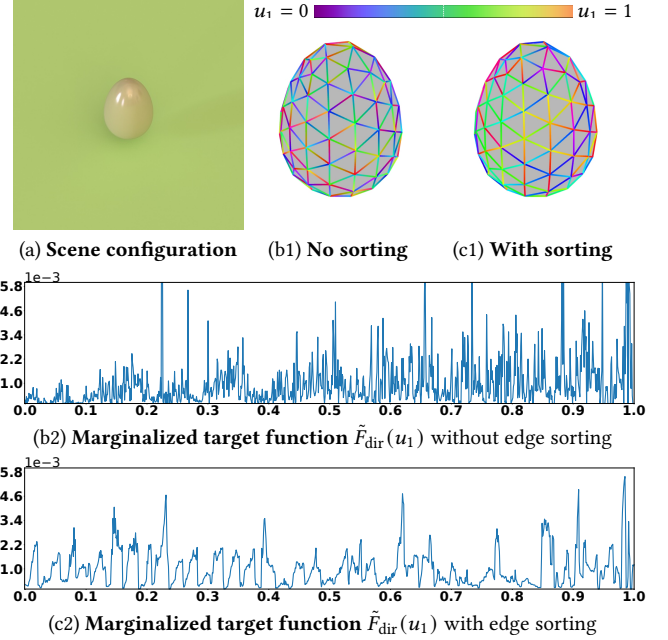 u₁ = 0 u₁ = 1
(a) Scene configuration (b1) No sorting (c1) With sorting
1e−3
5.8
4.6
3.4
2.2
1.0
0.0 0.1 0.2 0.3 0.4 0.5 0.6 0.7 0.8 0.9 1.0
(b2) Marginalized target function F̃dir(u₁) without edge sorting
1e−3
5.8
4.6
3.4
2.2
1.0
0.0 0.1 0.2 0.3 0.4 0.5 0.6 0.7 0.8 0.9 1.0
(c2) Marginalized target function F̃dir(u₁) with edge sorting